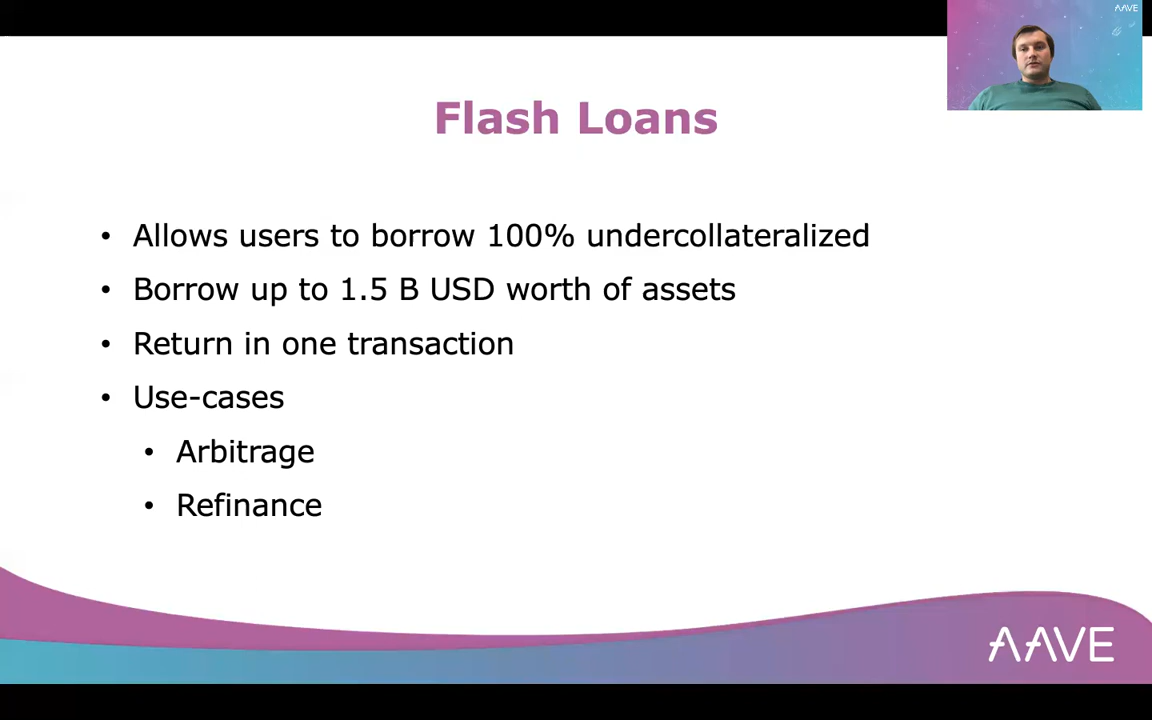 AAVE
Flash Loans
• Allows users to borrow 100% undercollateralized
• Borrow up to 1.5 B USD worth of assets
• Return in one transaction
• Use-cases
• Arbitrage
• Refinance
AAVE